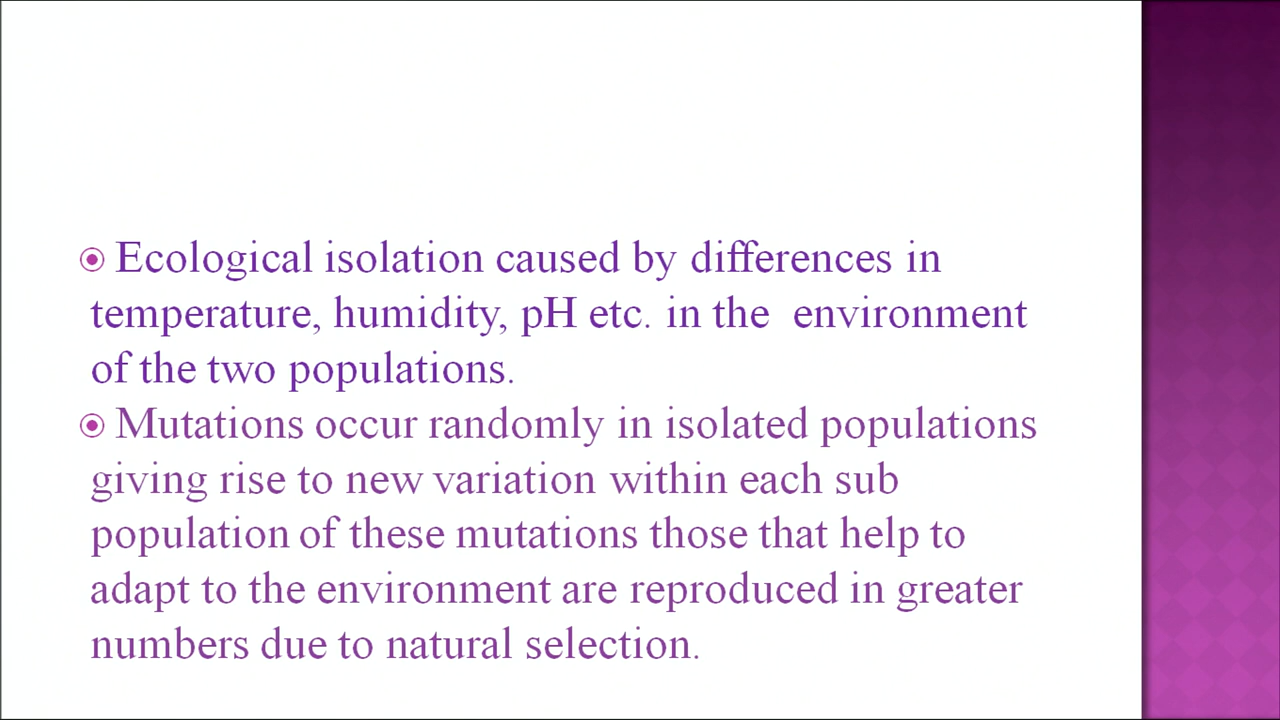 Ecological isolation caused by differences in
temperature, humidity, pH etc. in the environment
of the two populations.
Mutations occur randomly in isolated populations
giving rise to new variation within each sub
population of these mutations those that help to
adapt to the environment are reproduced in greater
numbers due to natural selection.